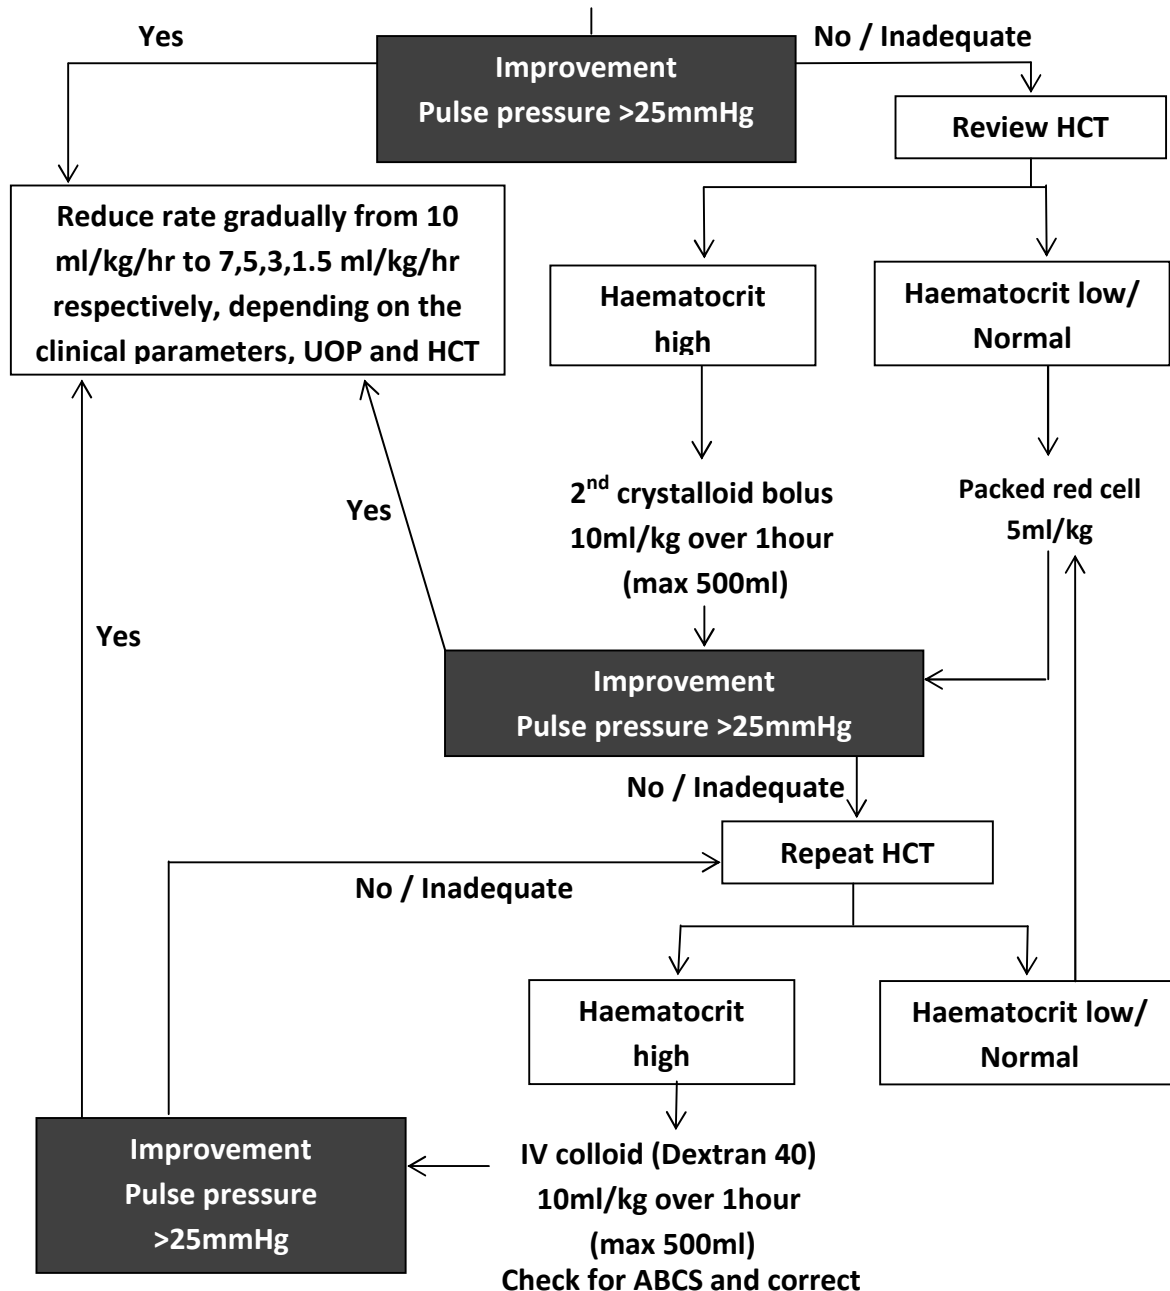 Yes
No / Inadequate
Improvement
Pulse pressure >25mmHg
Review HCT
Reduce rate gradually from 10
ml/kg/hr to 7,5,3,1.5 ml/kg/hr
respectively, depending on the
clinical parameters, UOP and HCT
Haematocrit
high
Haematocrit low/
Normal
2nd crystalloid bolus
10ml/kg over 1hour
(max 500ml)
Packed red cell
5ml/kg
Yes
Yes
Improvement
Pulse pressure >25mmHg
No / Inadequate
Repeat HCT
No / Inadequate
Haematocrit
high
Haematocrit low/
Normal
Improvement
Pulse pressure
>25mmHg
IV colloid (Dextran 40)
10ml/kg over 1hour
(max 500ml)
Check for ABCS and correct